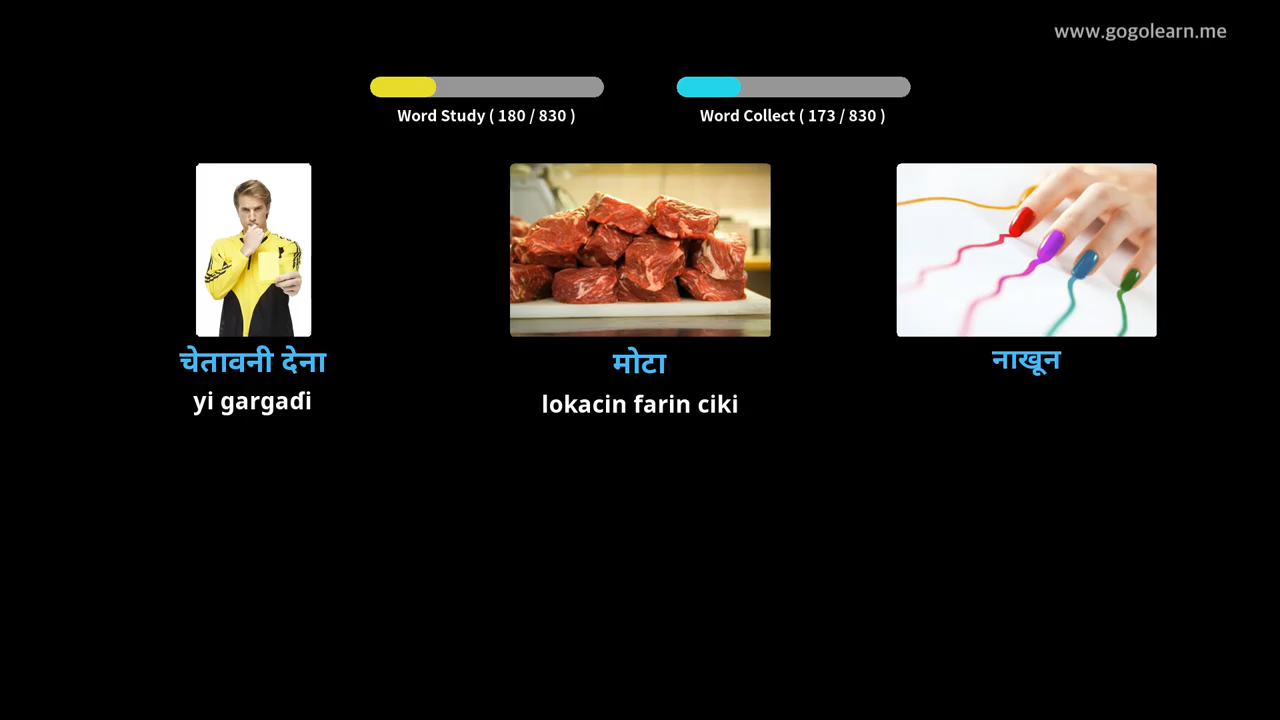 www.gogolearn.me
Word Study ( 180 / 830 )
Word Collect ( 173 / 830 )
चेतावनी देना
yi gargaɗi
मोटा
lokacin farin ciki
नाखून